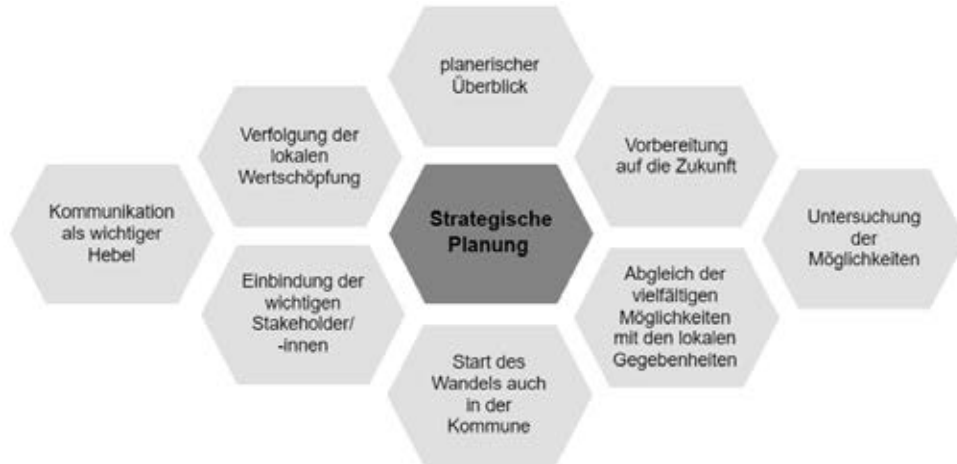 planerischer
Überblick
Verfolgung der
lokalen
Wertschöpfung
Vorbereitung
auf die Zukunft
Kommunikation
als wichtiger
Hebel
Strategische
Planung
Untersuchung
der
Möglichkeiten
Einbindung der
wichtigen
Stakeholder/
-innen
Abgleich der
vielfältigen
Möglichkeiten
mit den lokalen
Gegebenheiten
Start des
Wandels auch
in der
Kommune